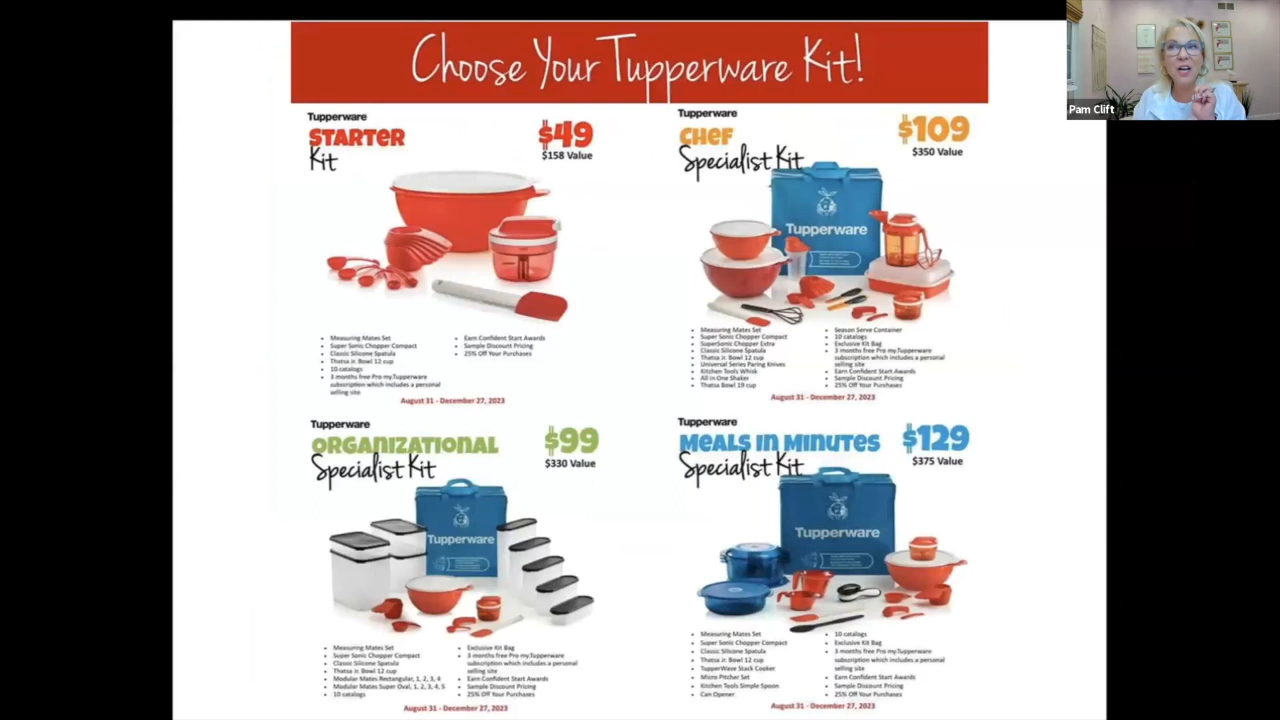 Choose Your Tupperware Kit!
Pam Clift
Tupperware
STARTER
Kit
$49
$158 Value
• Measuring Mates Set
• Super Sonic Chopper Compact
• Classic Silicone Spatula
• Thatsa Jr. Bowl 12 cup
• 10 catalogs
• 3 months free Pro my.Tupperware
subscription which includes a personal
selling site
• Earn Confident Start Awards
• Sample Discount Pricing
• 25% Off Your Purchases
August 31 - December 27, 2023
Tupperware
CHEF
Specialist Kit
$109
$350 Value
Tupperware
• Measuring Mates Set
• Super Sonic Chopper Compact
• SuperSonic Chopper Extra
• Classic Silicone Spatula
• Thatsa Jr. Bowl 12 cup
• Universal Series Paring Knives
• Kitchen Tools Whisk
• All in One Shaker
• Thatsa Bowl 19 cup
• Season Serve Container
• 10 catalogs
• Exclusive Kit Bag
• 3 months free Pro my.Tupperware
subscription which includes a personal
selling site
• Earn Confident Start Awards
• Sample Discount Pricing
• 25% Off Your Purchases
August 31 - December 27, 2023
Tupperware
ORGANIZATIONAL
Specialist Kit
$99
$330 Value
Tupperware
• Measuring Mates Set
• Super Sonic Chopper Compact
• Classic Silicone Spatula
• Thatsa Jr. Bowl 12 cup
• Modular Mates Rectangular, 1, 2, 3, 4
• Modular Mates Super Oval, 1, 2, 3, 4, 5
• 10 catalogs
• Exclusive Kit Bag
• 3 months free Pro my.Tupperware
subscription which includes a personal
selling site
• Earn Confident Start Awards
• Sample Discount Pricing
• 25% Off Your Purchases
August 31 - December 27, 2023
Tupperware
MEALS IN MINUTES
Specialist Kit
$129
$375 Value
Tupperware
• Measuring Mates Set
• Super Sonic Chopper Compact
• Classic Silicone Spatula
• Thatsa Jr. Bowl 12 cup
• TupperWave Stack Cooker
• Micro Pitcher Set
• Kitchen Tools Simple Spoon
• Can Opener
• 10 catalogs
• Exclusive Kit Bag
• 3 months free Pro my.Tupperware
subscription which includes a personal
selling site
• Earn Confident Start Awards
• Sample Discount Pricing
• 25% Off Your Purchases
August 31 - December 27, 2023